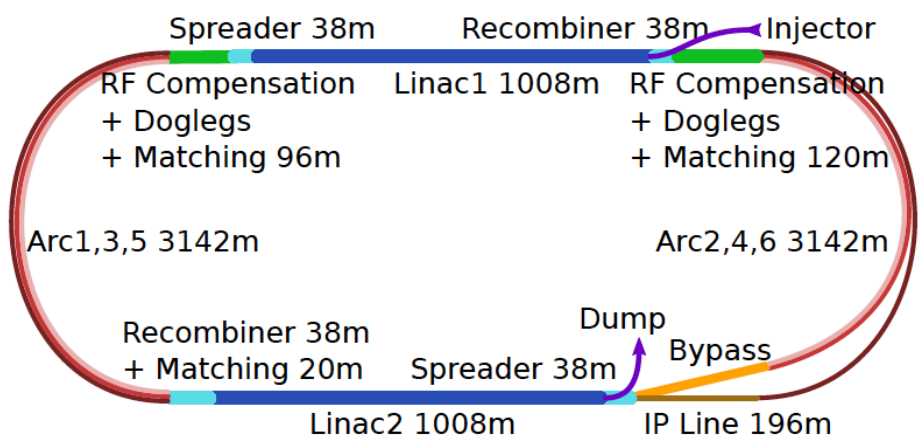 Spreader 38m
Recombiner 38m
Injector
RF Compensation
+ Doglegs
+ Matching 96m
Linac1 1008m
RF Compensation
+ Doglegs
+ Matching 120m
Arc1,3,5 3142m
Arc2,4,6 3142m
Recombiner 38m
+ Matching 20m
Spreader 38m
Dump
Bypass
Linac2 1008m
IP Line 196m